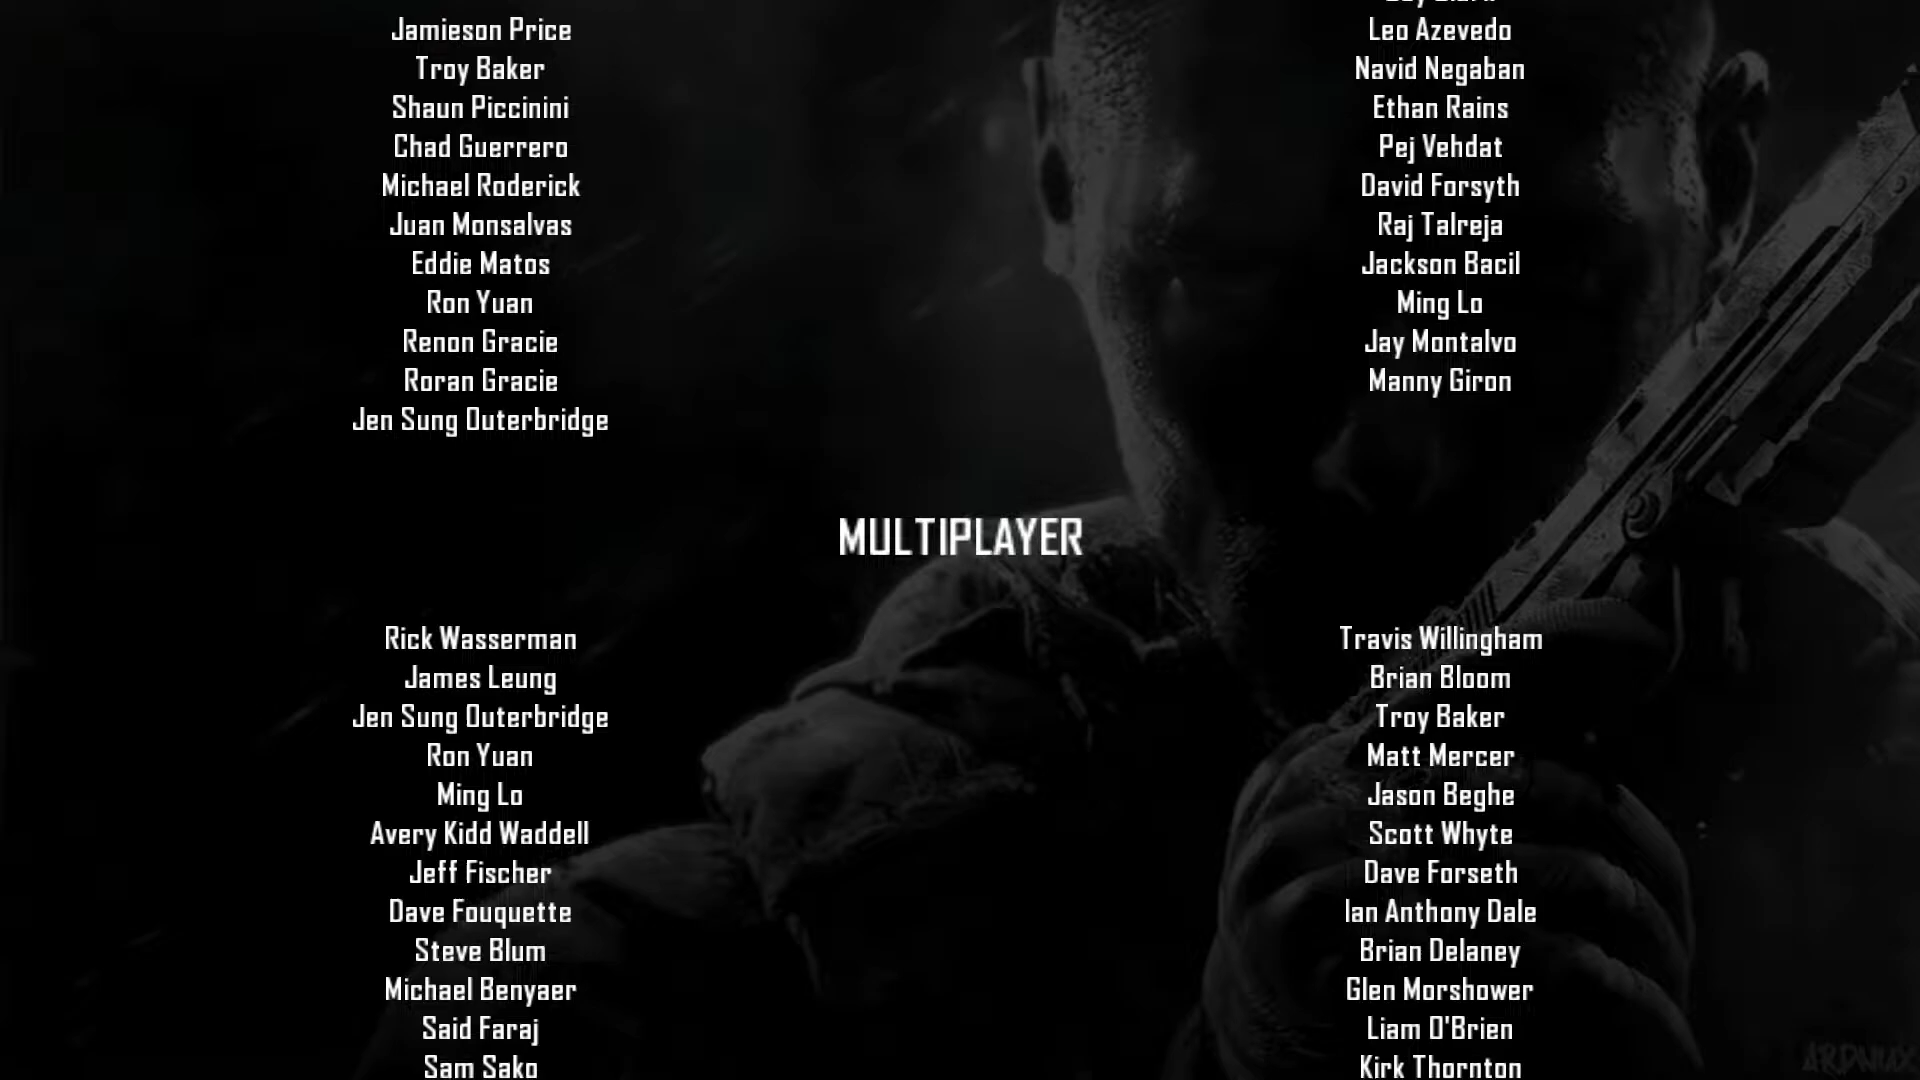 Jamieson Price
Troy Baker
Shaun Piccinini
Chad Guerrero
Michael Roderick
Juan Monsalvas
Eddie Matos
Ron Yuan
Renon Gracie
Roran Gracie
Jen Sung Outerbridge
Leo Azevedo
Navid Negaban
Ethan Rains
Pej Vehdat
David Forsyth
Raj Talreja
Jackson Bacil
Ming Lo
Jay Montalvo
Manny Giron
MULTIPLAYER
Rick Wasserman
James Leung
Jen Sung Outerbridge
Ron Yuan
Ming Lo
Avery Kidd Waddell
Jeff Fischer
Dave Fouquette
Steve Blum
Michael Benyaer
Said Faraj
Sam Sako
Travis Willingham
Brian Bloom
Troy Baker
Matt Mercer
Jason Beghe
Scott Whyte
Dave Forseth
Ian Anthony Dale
Brian Delaney
Glen Morshower
Liam O'Brien
Kirk Thornton